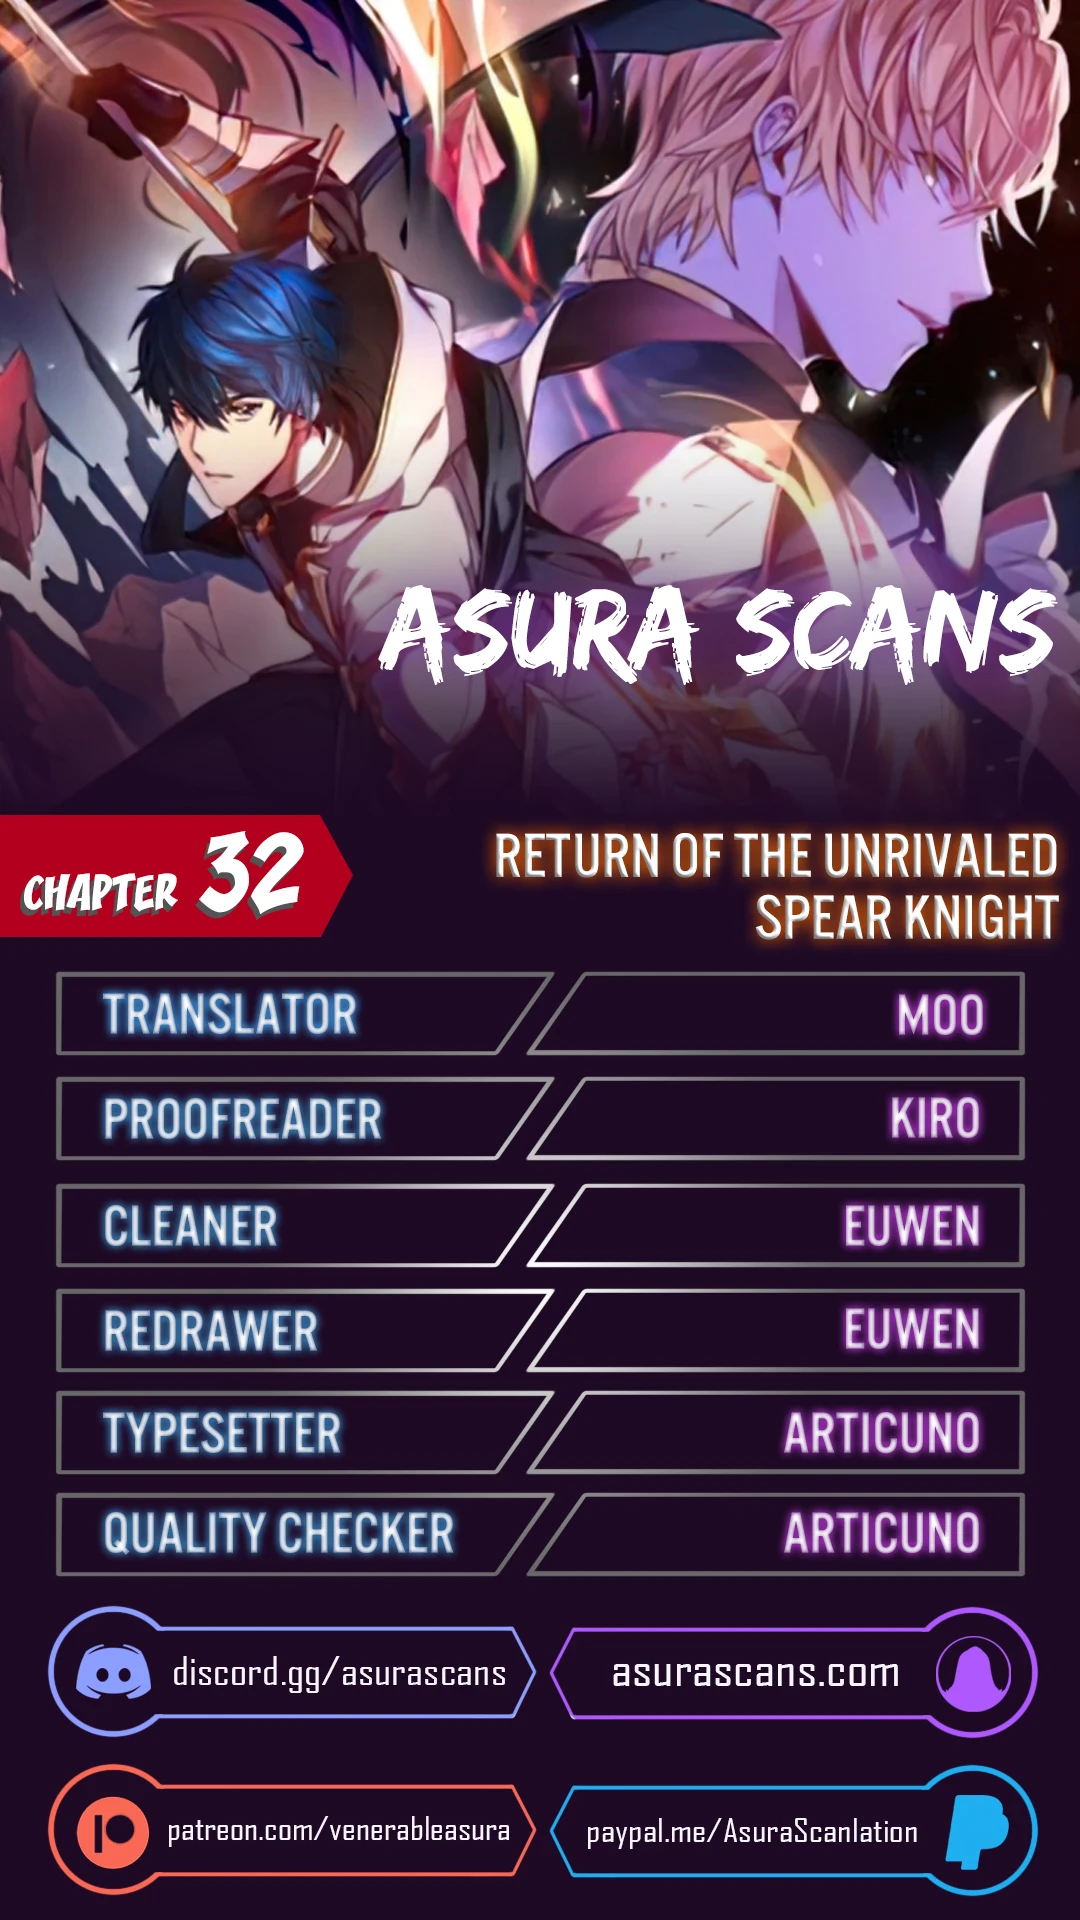 ASURA SCANS
CHAPTER 32
RETURN OF THE UNRIVALED
SPEAR KNIGHT
TRANSLATOR MOO
PROOFREADER KIRO
CLEANER EUWEN
REDRAWER EUWEN
TYPESETTER ARTICUNO
QUALITY CHECKER ARTICUNO
discord.gg/asurascans
asurascans.com
patreon.com/venerableasura
paypal.me/AsuraScanlation